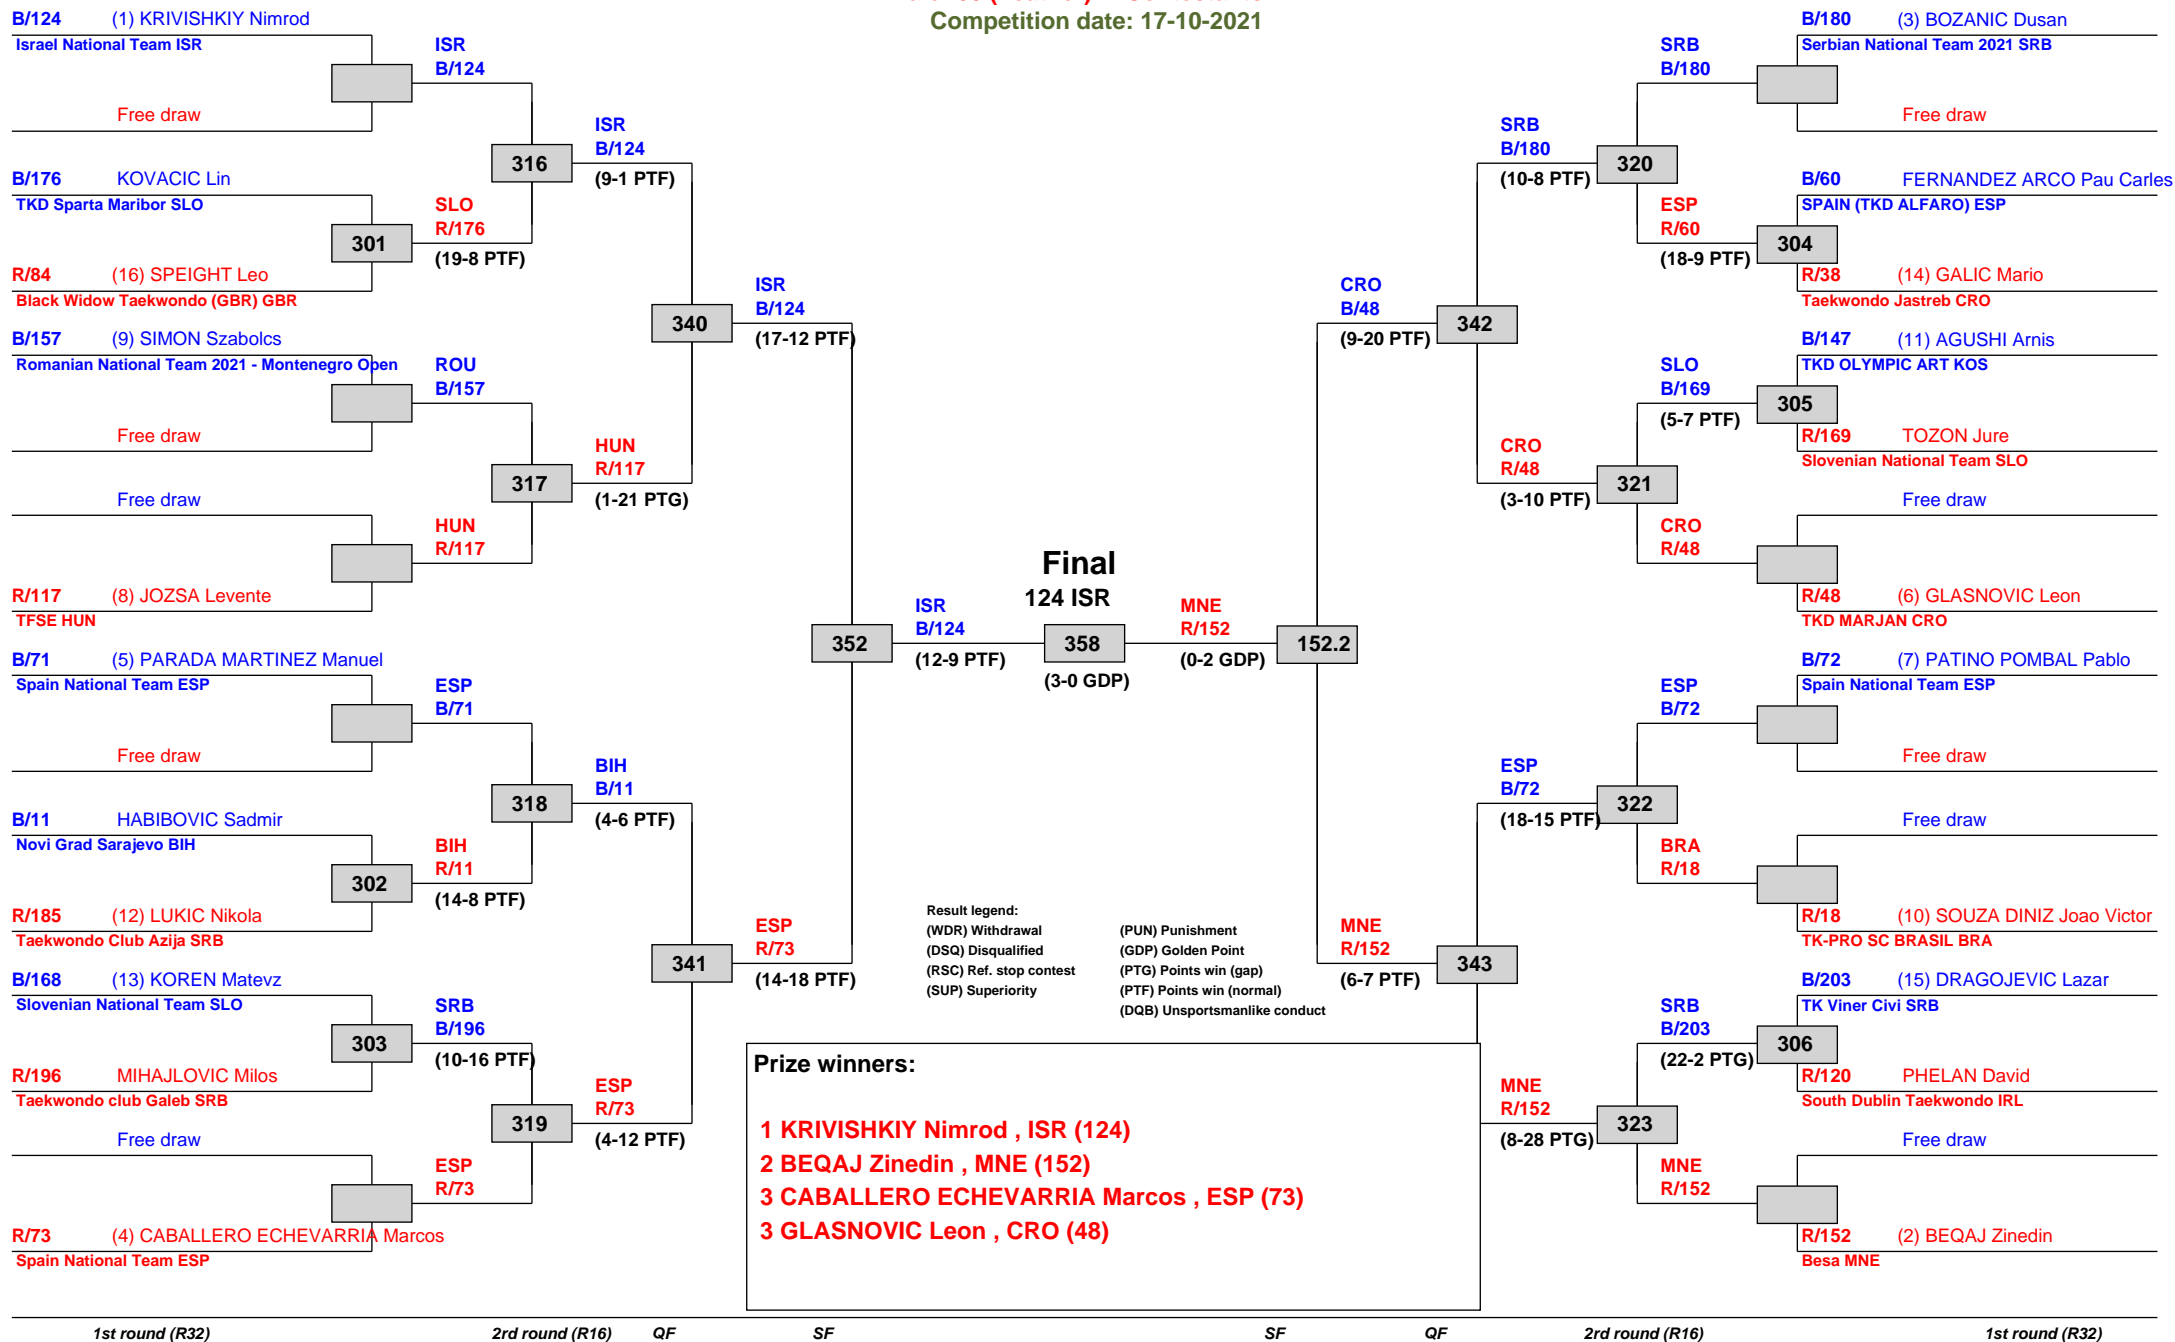 Competition date: 17-10-2021
B/124 (1) KRIVISHKIY Nimrod
Israel National Team ISR
Free draw
B/176 KOVACIC Lin
TKD Sparta Maribor SLO
R/84 (16) SPEIGHT Leo
Black Widow Taekwondo (GBR) GBR
B/157 (9) SIMON Szabolcs
Romanian National Team 2021 - Montenegro Open
Free draw
Free draw
R/117 (8) JOZSA Levente
TFSE HUN
B/71 (5) PARADA MARTINEZ Manuel
Spain National Team ESP
Free draw
B/11 HABIBOVIC Sadmir
Novi Grad Sarajevo BIH
R/185 (12) LUKIC Nikola
Taekwondo Club Azija SRB
B/168 (13) KOREN Matevz
Slovenian National Team SLO
R/196 MIHAJLOVIC Milos
Taekwondo club Galeb SRB
Free draw
R/73 (4) CABALLERO ECHEVARRIA Marcos
Spain National Team ESP
301
302
303
ISR
B/124
SLO
R/176
(19-8 PTF)
ROU
B/157
HUN
R/117
ESP
B/71
BIH
R/11
(14-8 PTF)
SRB
B/196
(10-16 PTF)
ESP
R/73
316
317
318
319
ISR
B/124
(9-1 PTF)
HUN
R/117
(1-21 PTG)
BIH
B/11
(4-6 PTF)
ESP
R/73
(4-12 PTF)
340
341
ISR
B/124
(17-12 PTF)
ESP
R/73
(14-18 PTF)
352
ISR
B/124
(12-9 PTF)
Final
124 ISR
358
(3-0 GDP)
MNE
R/152
(0-2 GDP)
152.2
CRO
B/48
(9-20 PTF)
MNE
R/152
(6-7 PTF)
342
343
SRB
B/180
(10-8 PTF)
CRO
R/48
(3-10 PTF)
ESP
B/72
(18-15 PTF)
MNE
R/152
(8-28 PTG)
320
321
322
323
SRB
B/180
ESP
R/60
(18-9 PTF)
SLO
B/169
(5-7 PTF)
CRO
R/48
ESP
B/72
BRA
R/18
SRB
B/203
(22-2 PTG)
MNE
R/152
304
305
306
B/180 (3) BOZANIC Dusan
Serbian National Team 2021 SRB
Free draw
B/60 FERNANDEZ ARCO Pau Carles
SPAIN (TKD ALFARO) ESP
R/38 (14) GALIC Mario
Taekwondo Jastreb CRO
B/147 (11) AGUSHI Arnis
TKD OLYMPIC ART KOS
R/169 TOZON Jure
Slovenian National Team SLO
Free draw
R/48 (6) GLASNOVIC Leon
TKD MARJAN CRO
B/72 (7) PATINO POMBAL Pablo
Spain National Team ESP
Free draw
Free draw
R/18 (10) SOUZA DINIZ Joao Victor
TK-PRO SC BRASIL BRA
B/203 (15) DRAGOJEVIC Lazar
TK Viner Civi SRB
R/120 PHELAN David
South Dublin Taekwondo IRL
Free draw
R/152 (2) BEQAJ Zinedin
Besa MNE
Result legend:
(WDR) Withdrawal (PUN) Punishment
(DSQ) Disqualified (GDP) Golden Point
(RSC) Ref. stop contest (PTG) Points win (gap)
(SUP) Superiority (PTF) Points win (normal)
(DQB) Unsportsmanlike conduct
Prize winners:
1 KRIVISHKIY Nimrod , ISR (124)
2 BEQAJ Zinedin , MNE (152)
3 CABALLERO ECHEVARRIA Marcos , ESP (73)
3 GLASNOVIC Leon , CRO (48)
1st round (R32) 2rd round (R16) QF SF SF QF 2rd round (R16) 1st round (R32)